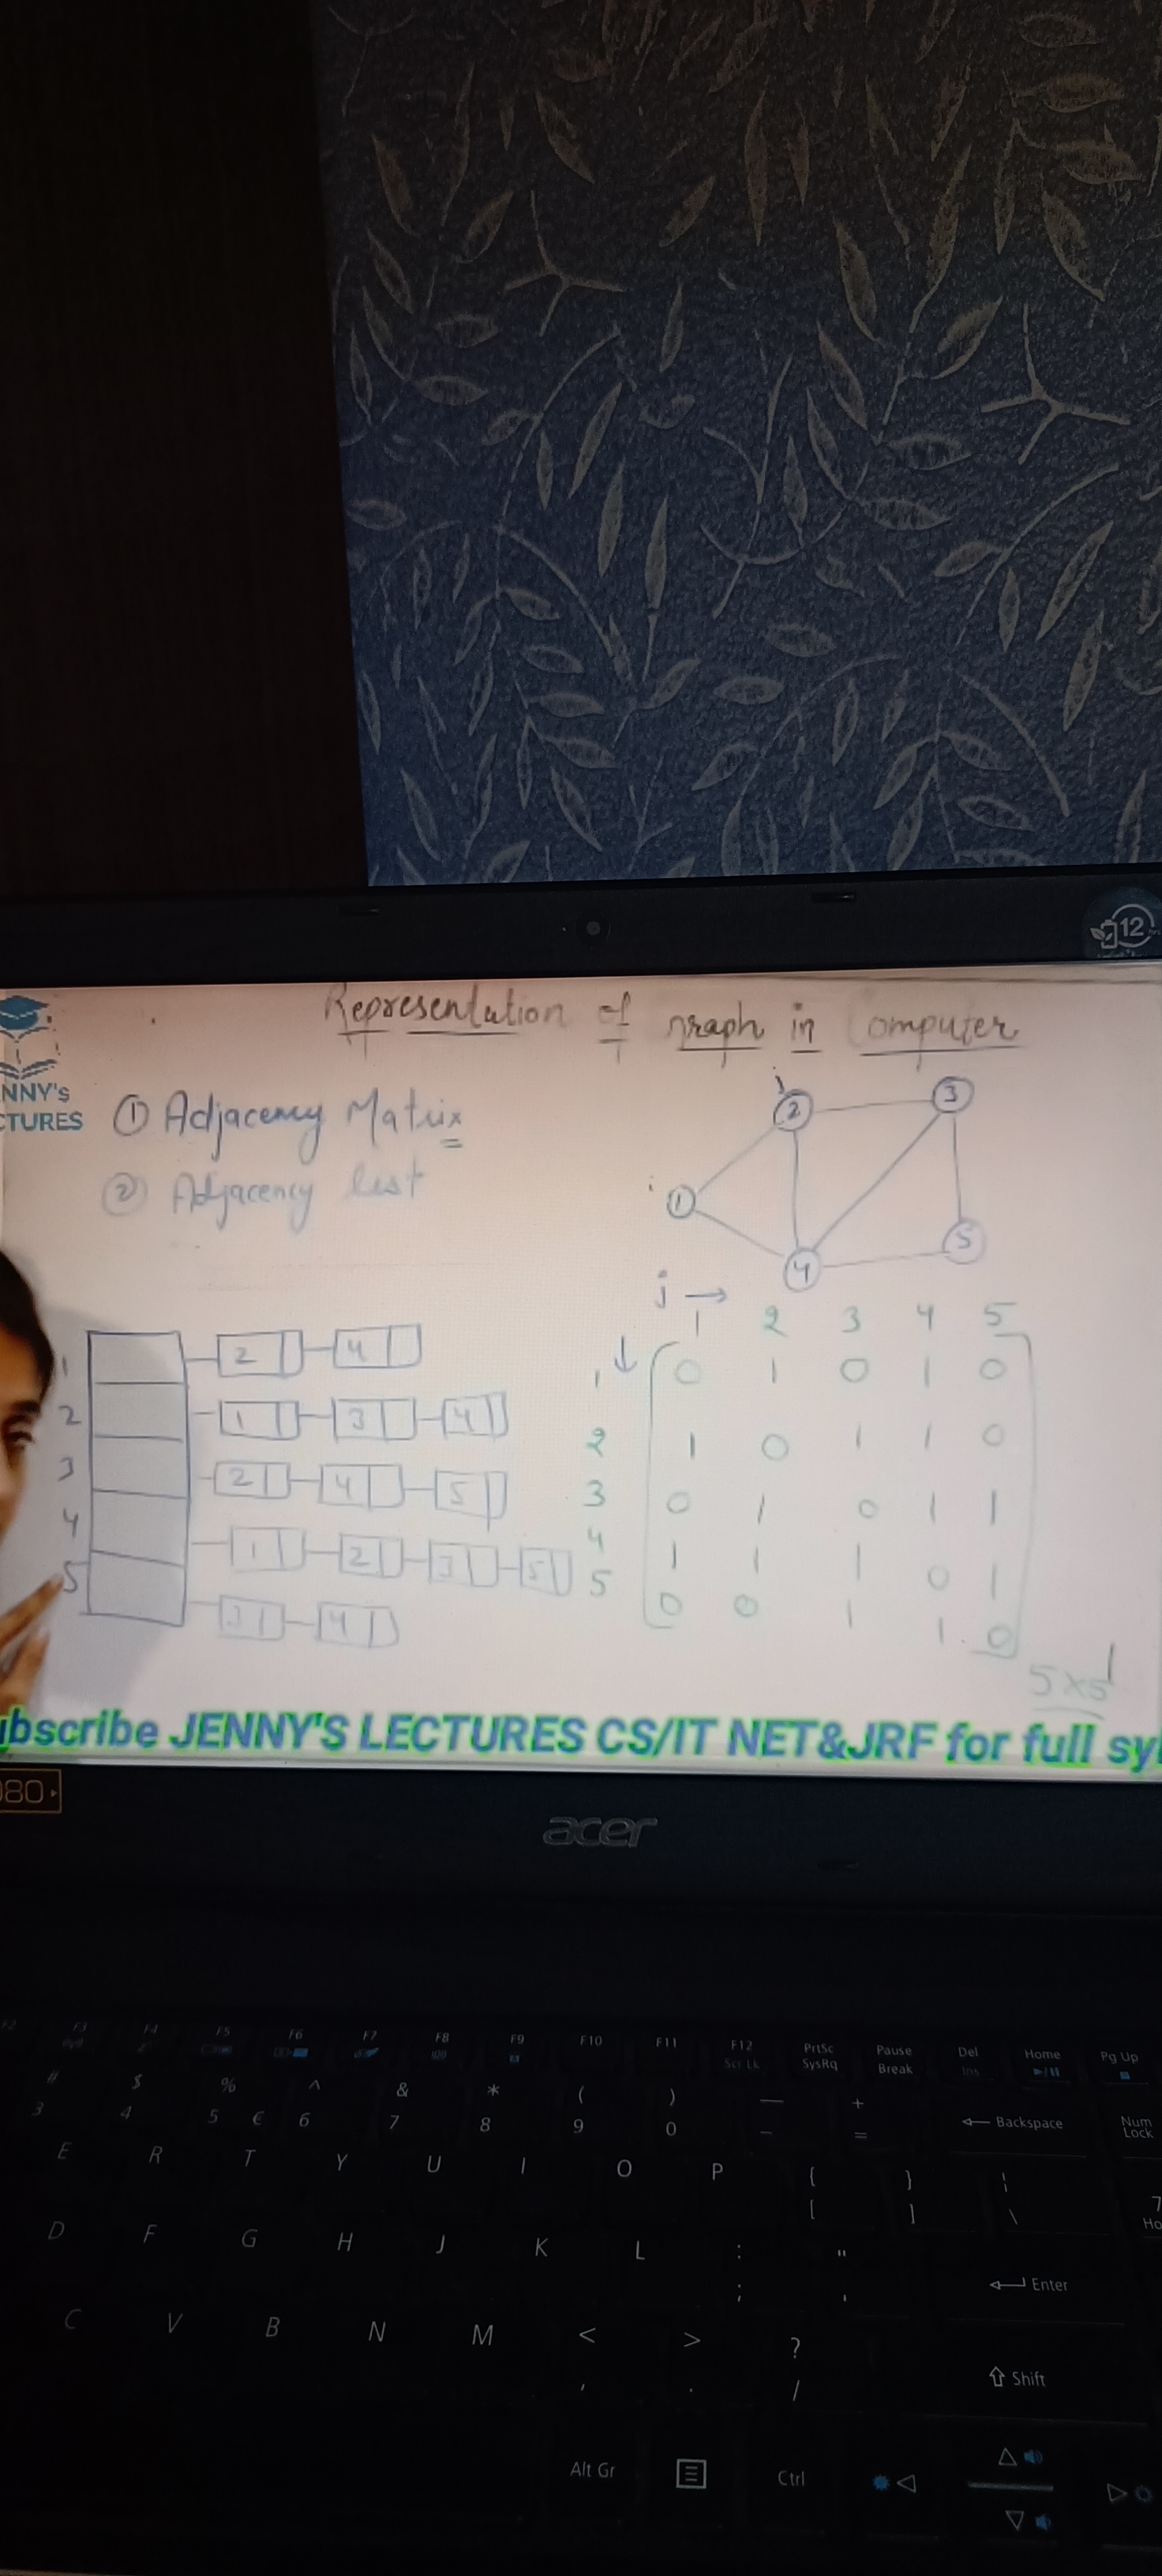 12
Representation of Graph in Computer
NNY's
CTURES
① Adjacency Matrix
② Adjacency list
2 3
i 1
5
4
j →
1 2 3 4 5
1 0 1 0 1 0
2 1 0 1 1 0
3 0 1 0 1 1
4 1 1 1 0 1
5 0 0 1 1 0
5x5
1 2 4
2 1 3 4
3 2 4 5
4 1 2 3 5
5 3 4
ubscribe JENNY'S LECTURES CS/IT NET&JRF for full sy
080
acer
F2 F3 F4 F5 F6 F7 F8 F9 F10 F11 F12 PrtSc Pause Del Home Pg Up
Scr Lk SysRq Break Ins
# $ % ^ & * ( ) — +
3 4 5 € 6 7 8 9 0 - = ← Backspace Num
Lock
E R T Y U I O P { } ¦ 7
[ ] \ Ho
D F G H J K L : "
; ' Enter
C V B N M < > ?
, . / ⇧ Shift
Alt Gr Ctrl